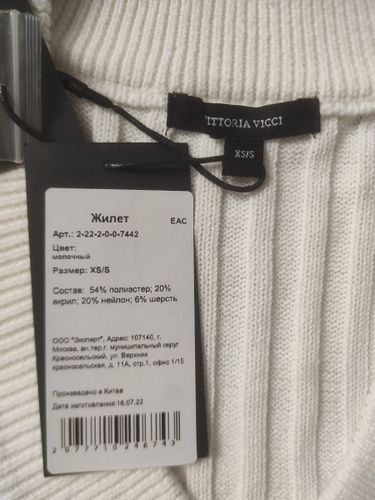 VITTORIA VICCI
XS/S
Жилет
EAC
Арт.: 2-22-2-0-0-7442
Цвет:
молочный
Размер: XS/S
Состав: 54% полиэстер; 20%
акрил; 20% нейлон; 6% шерсть
ООО "Эксперт", Адрес: 107140, г.
Москва, вн.тер.г. муниципальный округ
Красносельский, ул. Верхняя
красносельская, д. 11А, стр.1, офис 1/15
Произведено в Китае
Дата изготовления:16.07.22
2077710246743